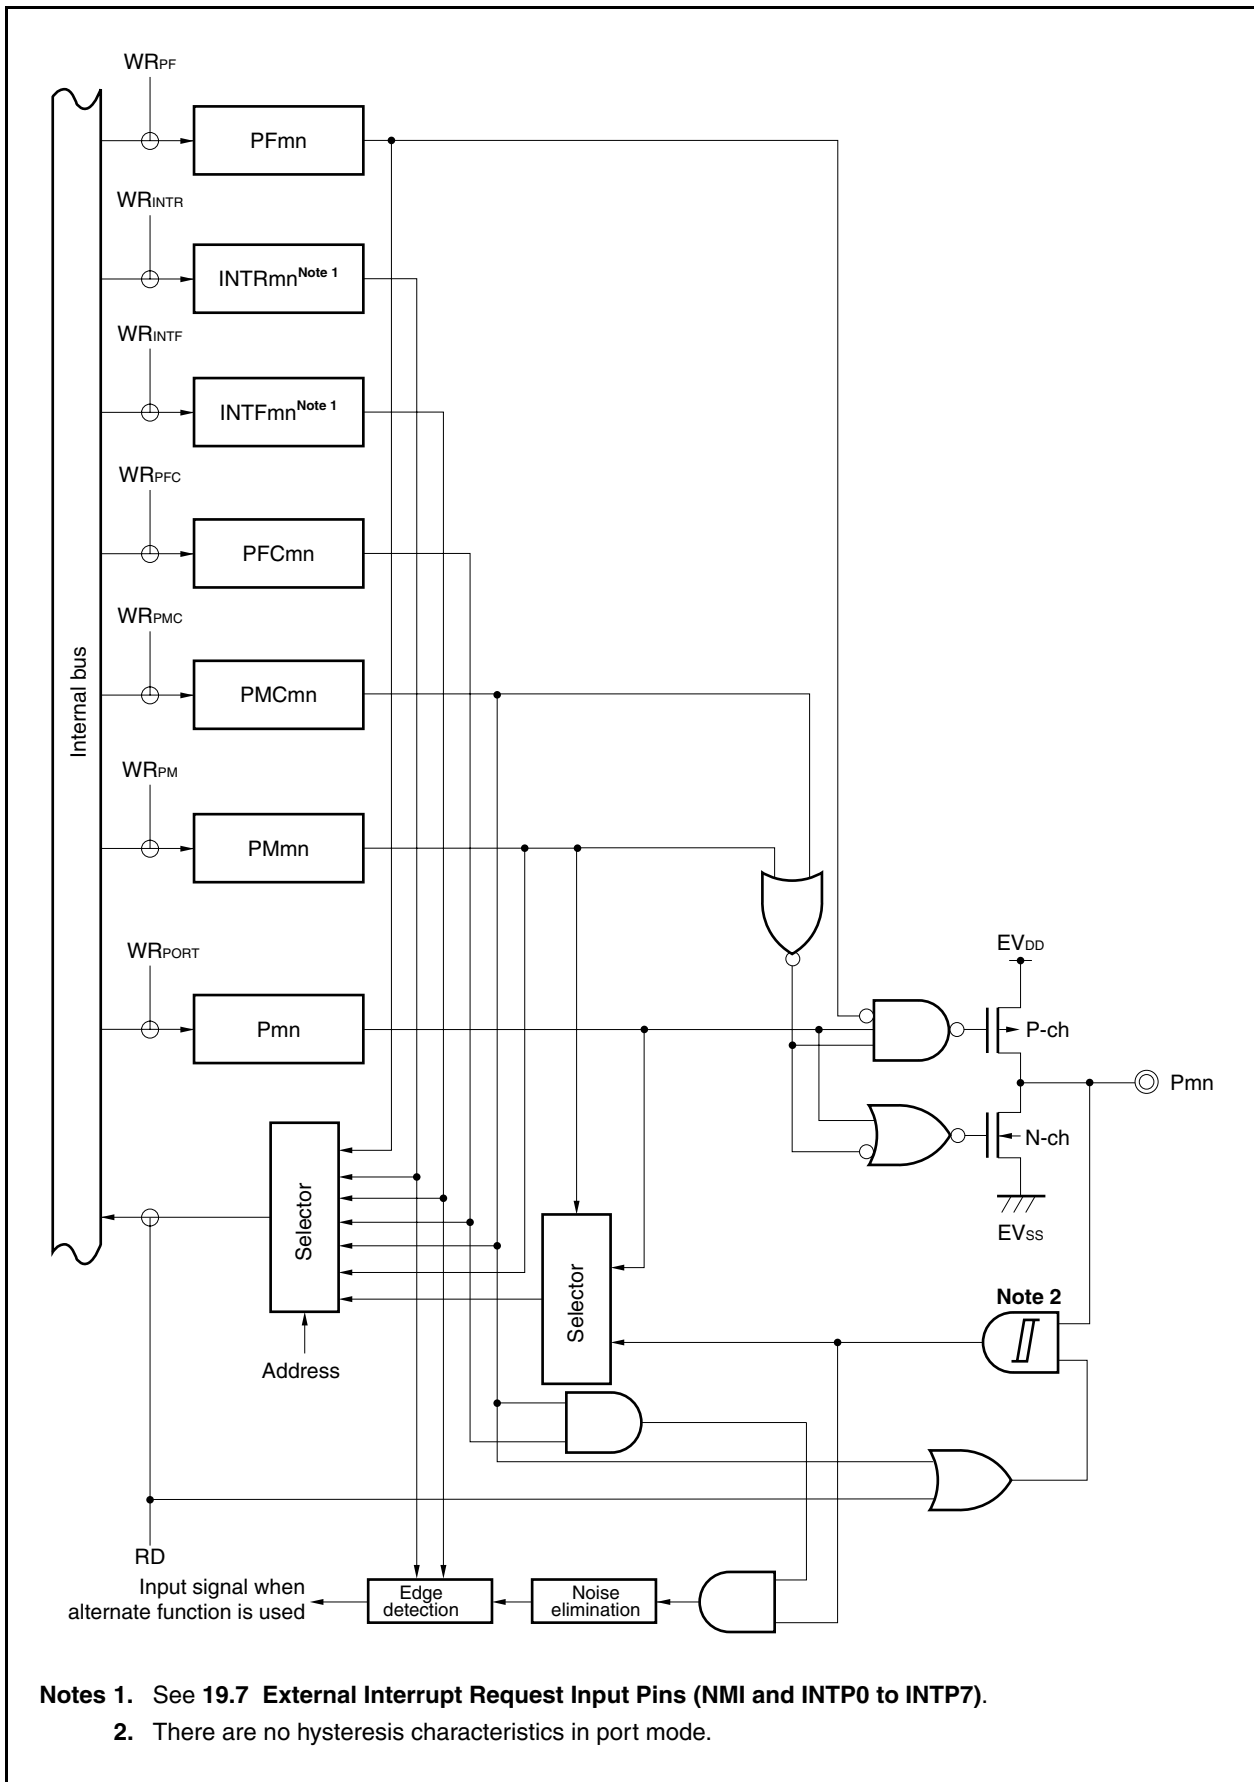 WRPF
PFmn
WRINTR
INTRmnNote 1
WRINTF
INTFmnNote 1
WRPFC
PFCmn
WRPMC
PMCmn
Internal bus
WRPM
PMmn
WRPORT
Pmn
EVDD
P-ch
Pmn
N-ch
EVSS
Selector
Selector
Note 2
Address
RD
Input signal when
alternate function is used
Edge
detection
Noise
elimination
Notes 1. See 19.7 External Interrupt Request Input Pins (NMI and INTP0 to INTP7).
2. There are no hysteresis characteristics in port mode.